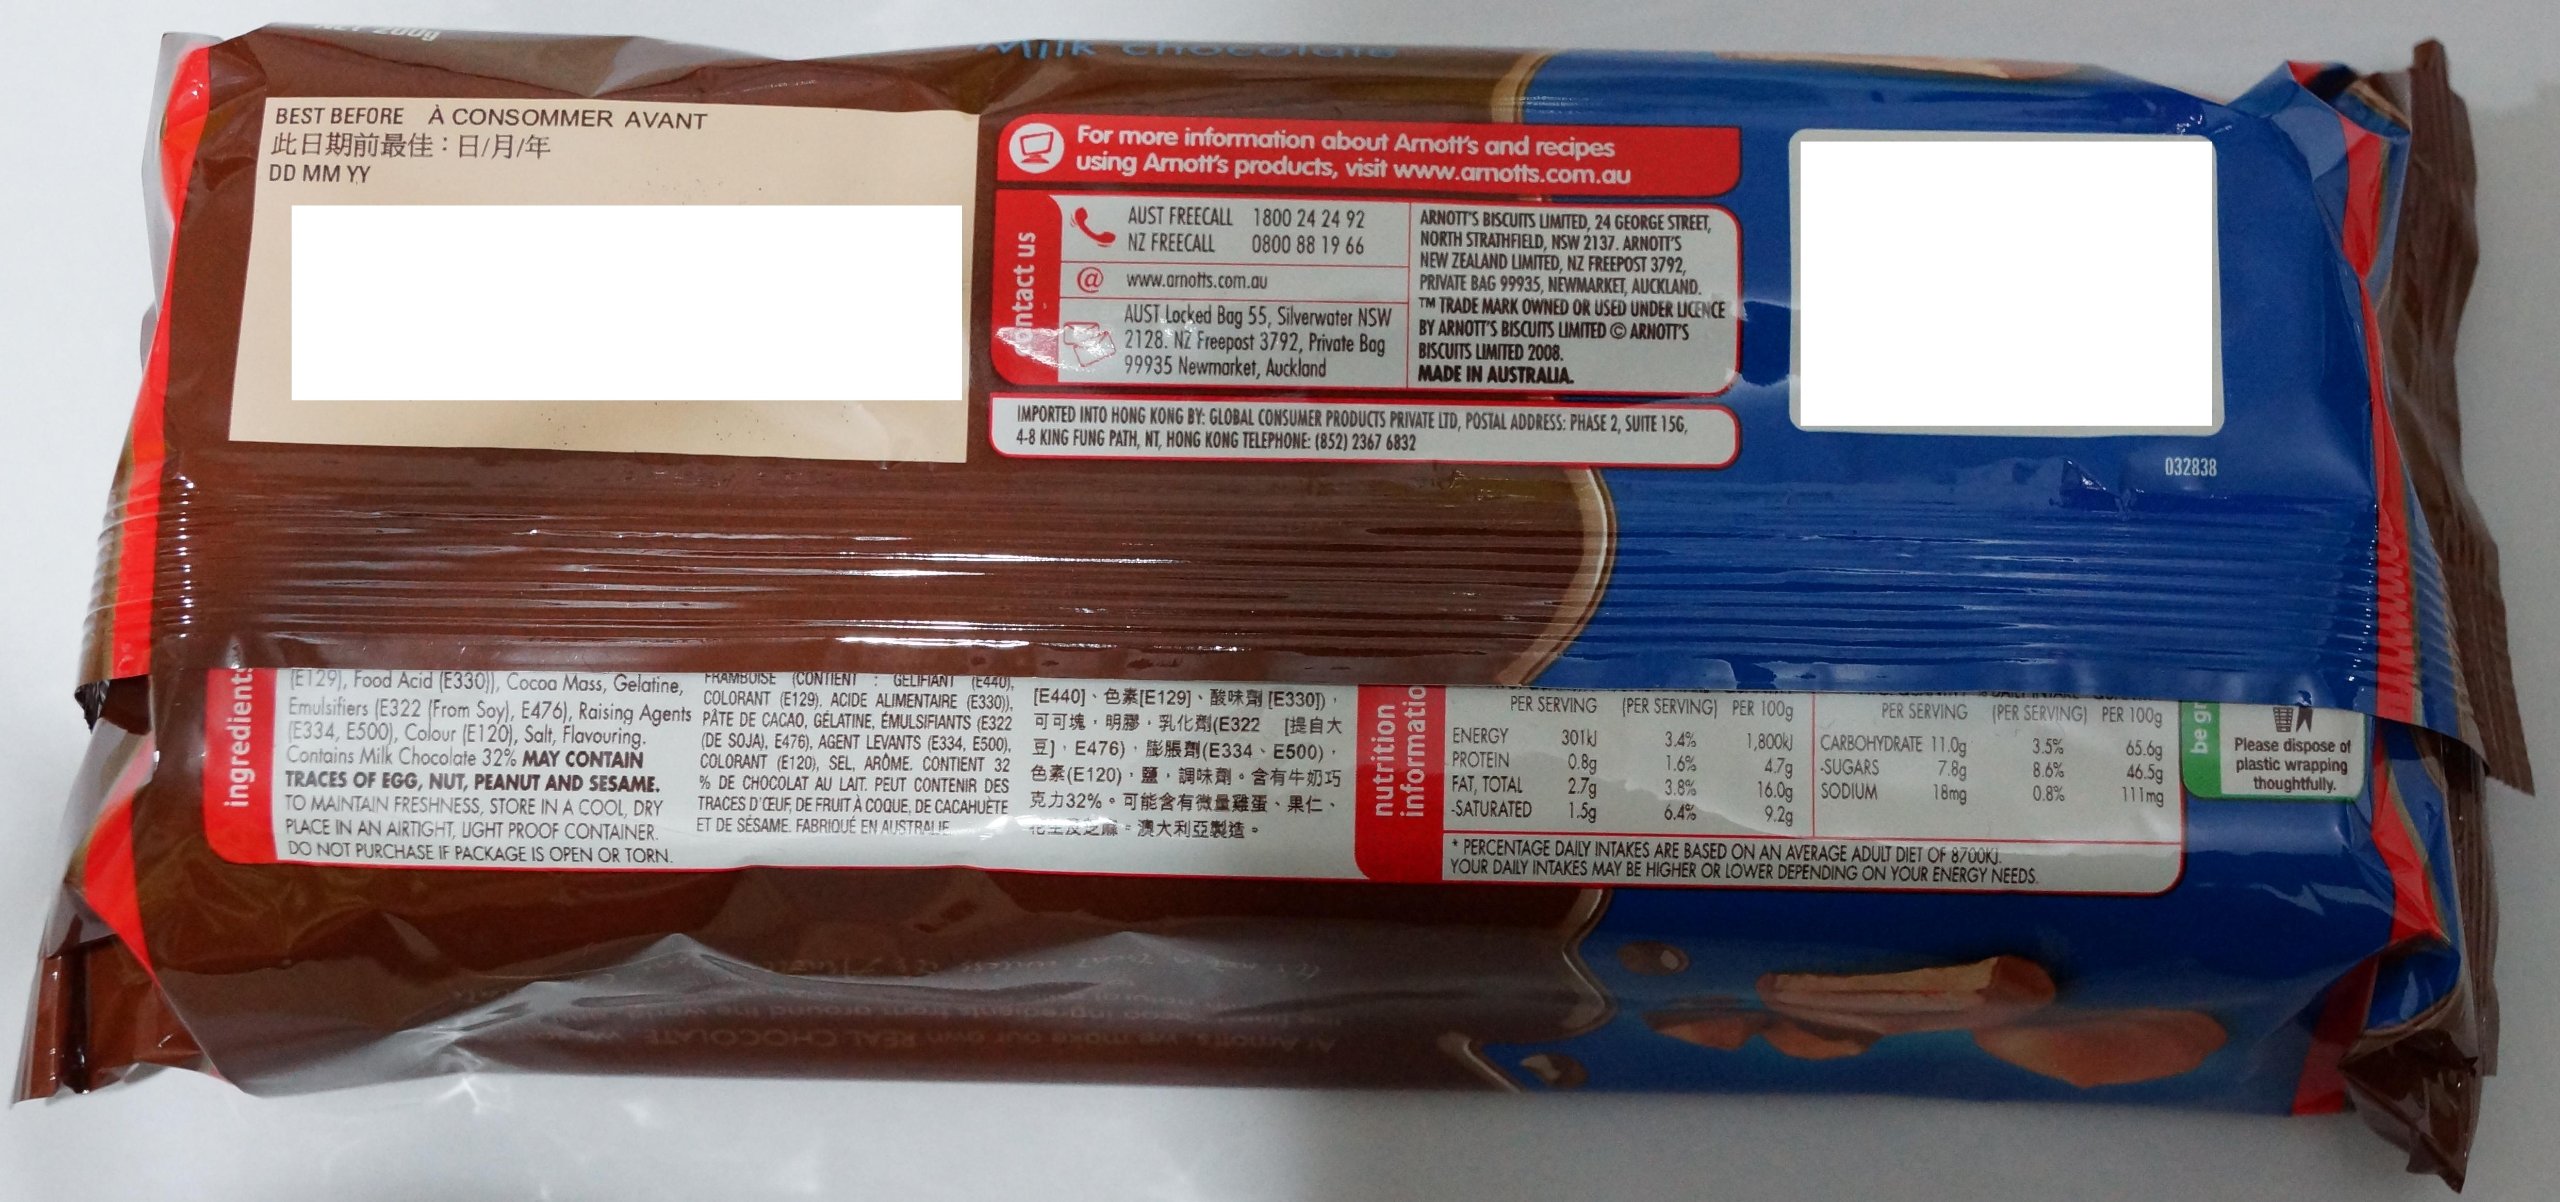 NET 200g
Milk Chocolate
BEST BEFORE À CONSOMMER AVANT
此日期前最佳：日/月/年
DD MM YY
For more information about Arnott's and recipes
using Arnott's products, visit www.arnotts.com.au
contact us
AUST FREECALL 1800 24 24 92
NZ FREECALL 0800 88 19 66
@ www.arnotts.com.au
AUST Locked Bag 55, Silverwater NSW
2128. NZ Freepost 3792, Private Bag
99935 Newmarket, Auckland
ARNOTT'S BISCUITS LIMITED, 24 GEORGE STREET,
NORTH STRATHFIELD, NSW 2137. ARNOTT'S
NEW ZEALAND LIMITED, NZ FREEPOST 3792,
PRIVATE BAG 99935, NEWMARKET, AUCKLAND.
™ TRADE MARK OWNED OR USED UNDER LICENCE
BY ARNOTT'S BISCUITS LIMITED © ARNOTT'S
BISCUITS LIMITED 2008.
MADE IN AUSTRALIA.
IMPORTED INTO HONG KONG BY: GLOBAL CONSUMER PRODUCTS PRIVATE LTD, POSTAL ADDRESS: PHASE 2, SUITE 15G,
4-8 KING FUNG PATH, NT, HONG KONG TELEPHONE: (852) 2367 6832
032838
ingredients
(E129), Food Acid (E330)), Cocoa Mass, Gelatine,
Emulsifiers (E322 (From Soy), E476), Raising Agents
(E334, E500), Colour (E120), Salt, Flavouring.
Contains Milk Chocolate 32% MAY CONTAIN
TRACES OF EGG, NUT, PEANUT AND SESAME.
TO MAINTAIN FRESHNESS, STORE IN A COOL, DRY
PLACE IN AN AIRTIGHT, LIGHT PROOF CONTAINER.
DO NOT PURCHASE IF PACKAGE IS OPEN OR TORN.
FRAMBOISE (CONTIENT : GÉLIFIANT (E440),
COLORANT (E129), ACIDE ALIMENTAIRE (E330)),
PÂTE DE CACAO, GÉLATINE, ÉMULSIFIANTS (E322
(DE SOJA), E476), AGENT LEVANTS (E334, E500),
COLORANT (E120), SEL, ARÔME. CONTIENT 32
% DE CHOCOLAT AU LAIT. PEUT CONTENIR DES
TRACES D'ŒUF, DE FRUIT À COQUE, DE CACAHUÈTE
ET DE SÉSAME. FABRIQUÉ EN AUSTRALIE
[E440]、色素[E129]、酸味劑 [E330])，
可可塊，明膠，乳化劑(E322 [提自大
豆]，E476)，膨脹劑(E334、E500)，
色素(E120)，鹽，調味劑。含有牛奶巧
克力32%。可能含有微量雞蛋、果仁、
花生及芝麻。澳大利亞製造。
nutrition
information
PER SERVING (PER SERVING) PER 100g
ENERGY 301kJ 3.4% 1,800kJ
PROTEIN 0.8g 1.6% 4.7g
FAT, TOTAL 2.7g 3.8% 16.0g
-SATURATED 1.5g 6.4% 9.2g
PER SERVING (PER SERVING) PER 100g
CARBOHYDRATE 11.0g 3.5% 65.6g
-SUGARS 7.8g 8.6% 46.5g
SODIUM 18mg 0.8% 111mg
* PERCENTAGE DAILY INTAKES ARE BASED ON AN AVERAGE ADULT DIET OF 8700KJ.
YOUR DAILY INTAKES MAY BE HIGHER OR LOWER DEPENDING ON YOUR ENERGY NEEDS.
be gr
Please dispose of
plastic wrapping
thoughtfully.
At Arnott's, we make our own REAL CHOCOLATE